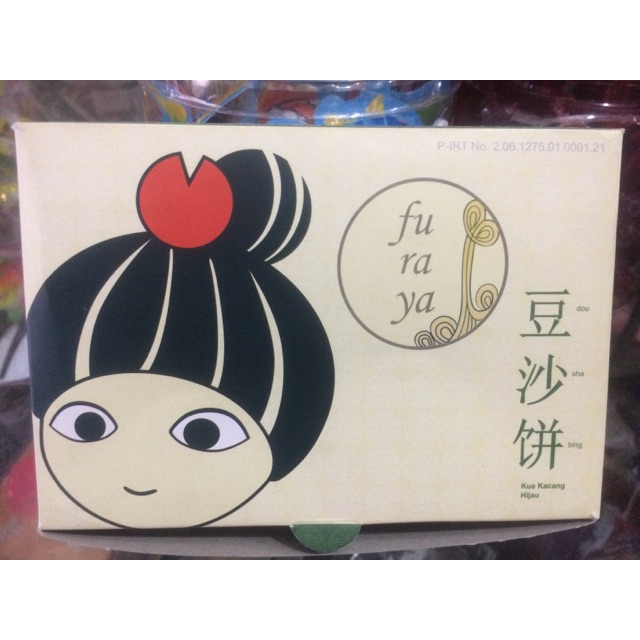 P-IRT No. 2.06.1275.01.0001.21
fu
ra
ya
豆 dou
沙 sha
饼 bing
Kue Kacang
Hijau